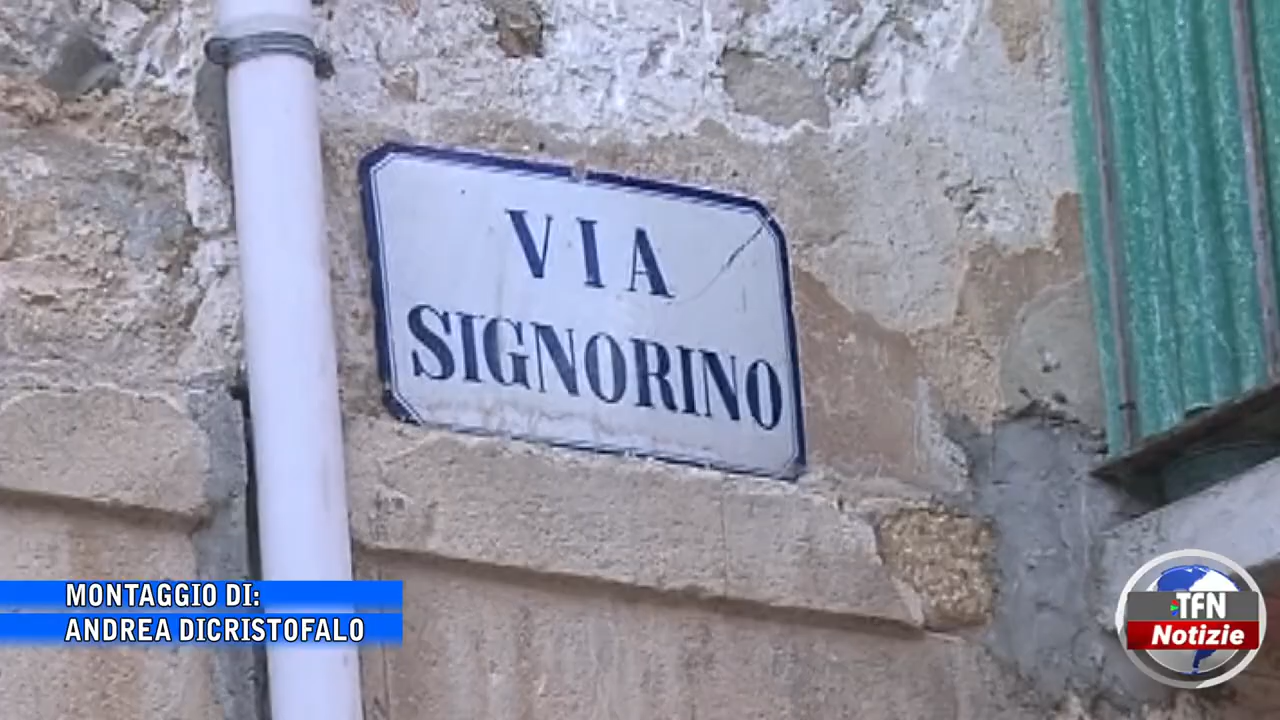 VIA
SIGNORINO
MONTAGGIO DI:
ANDREA DICRISTOFALO
TFN
Notizie